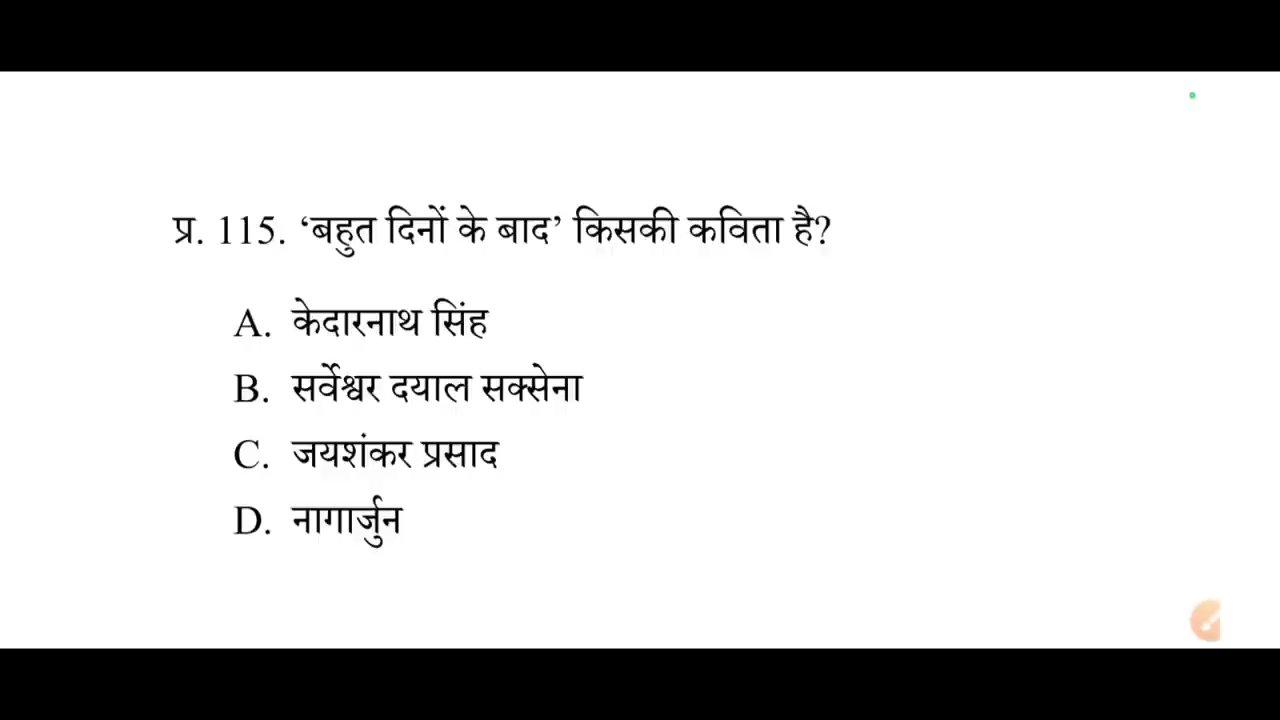 प्र. 115. ‘बहुत दिनों के बाद’ किसकी कविता है?
A. केदारनाथ सिंह
B. सर्वेश्वर दयाल सक्सेना
C. जयशंकर प्रसाद
D. नागार्जुन